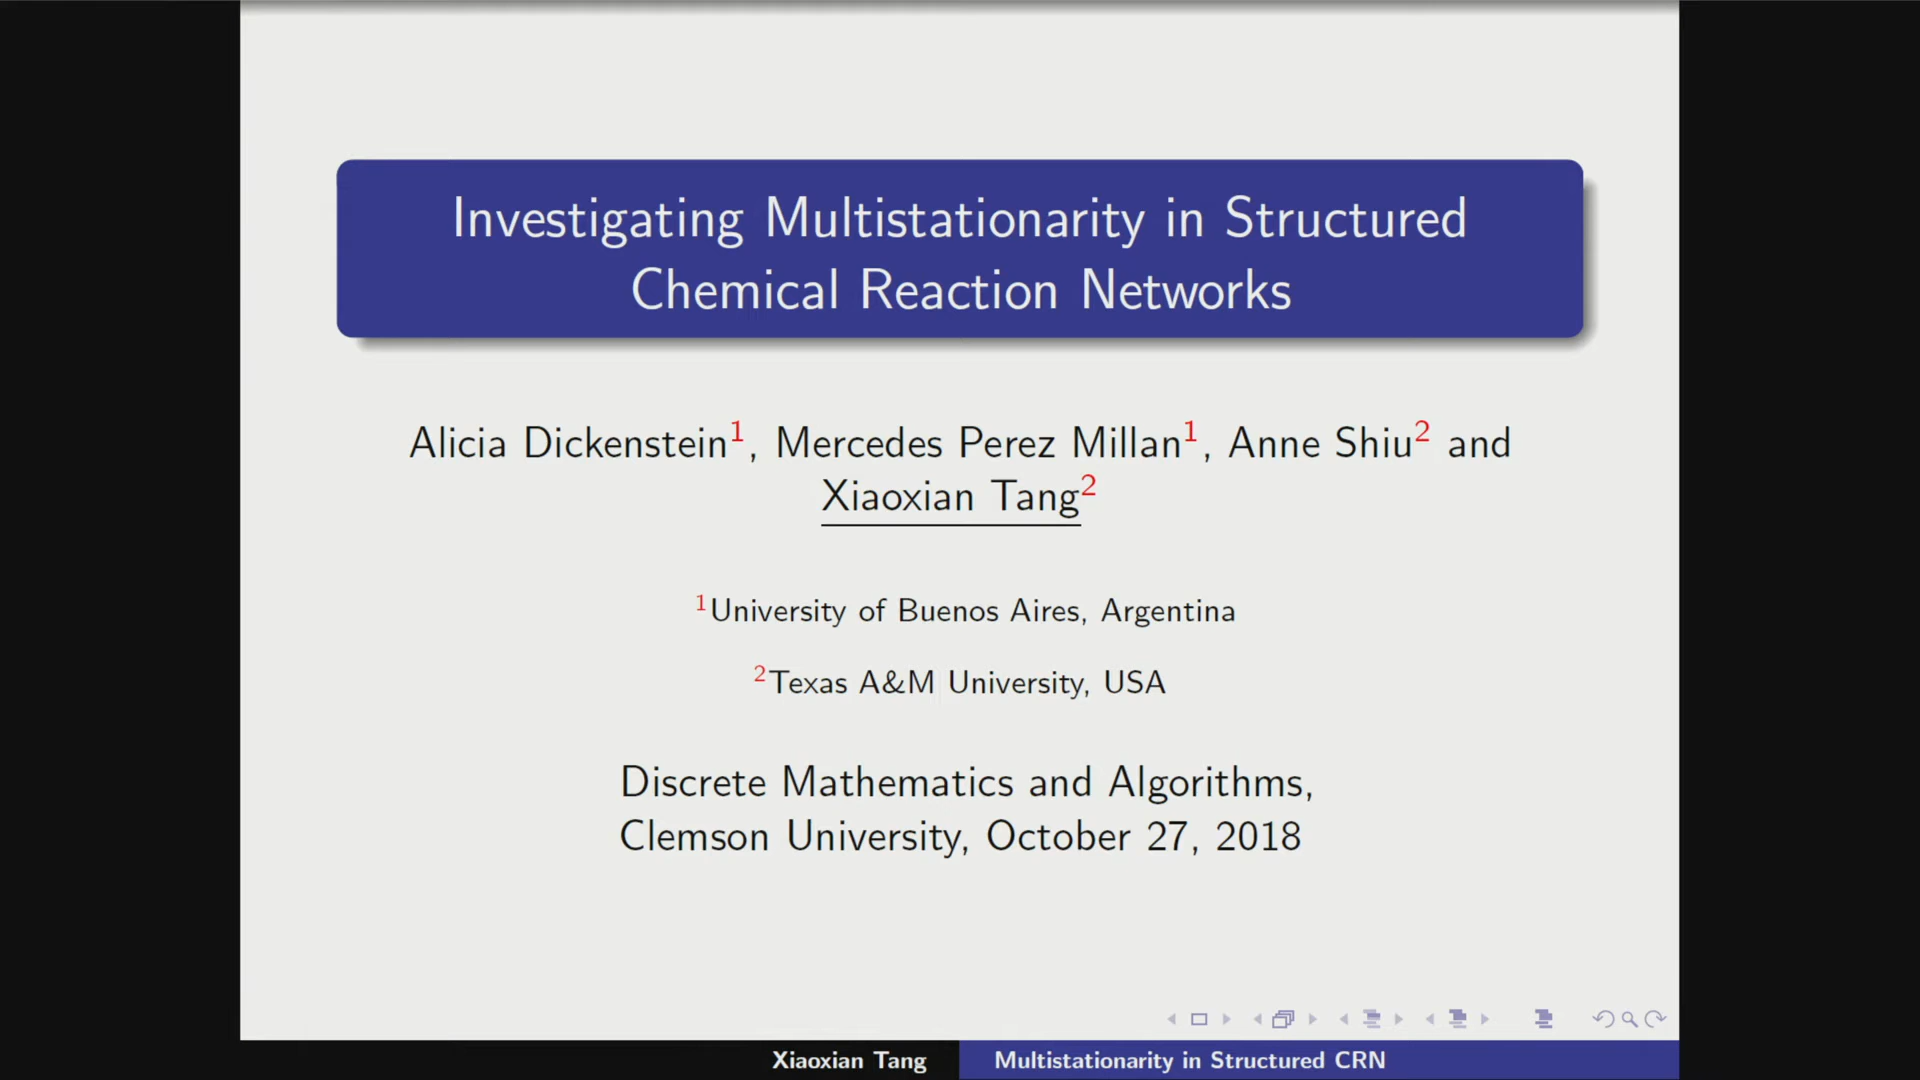 Investigating Multistationarity in Structured
Chemical Reaction Networks
Alicia Dickenstein¹, Mercedes Perez Millan¹, Anne Shiu² and
Xiaoxian Tang²
¹University of Buenos Aires, Argentina
²Texas A&M University, USA
Discrete Mathematics and Algorithms,
Clemson University, October 27, 2018
Xiaoxian Tang
Multistationarity in Structured CRN